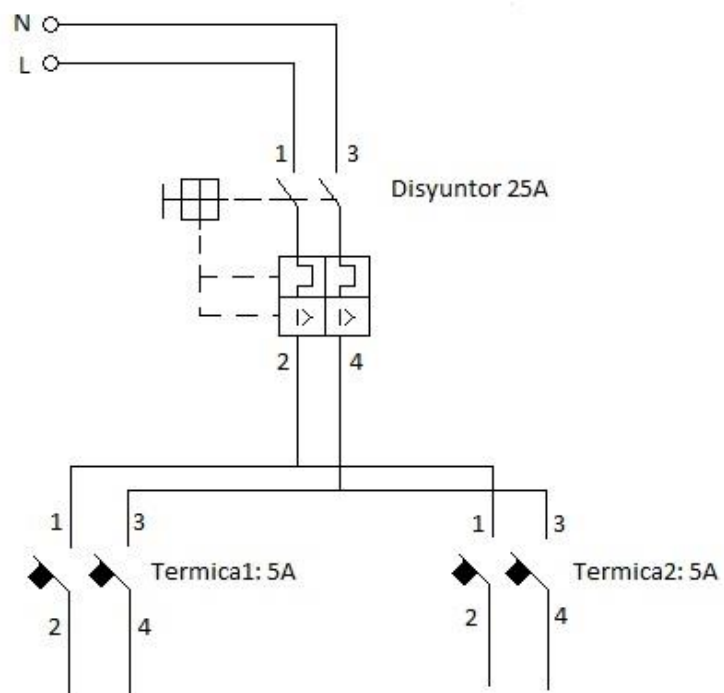 N
L
1 3
Disyuntor 25A
I> I>
2 4
1 3 1 3
Termica1: 5A Termica2: 5A
2 4 2 4